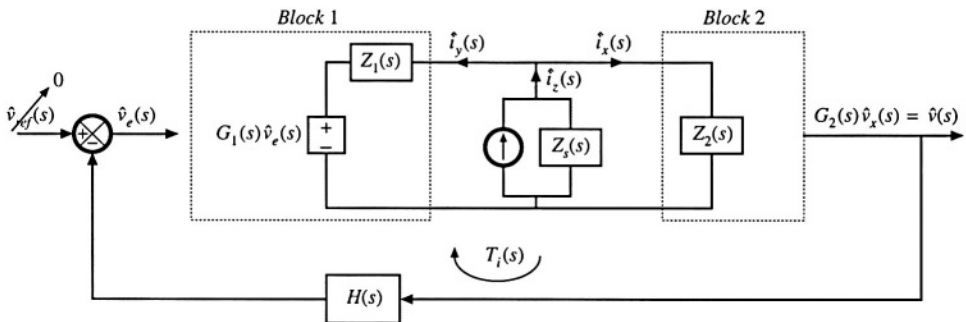 Block 1
Block 2
0
v̂ref(s)
+
−
v̂e(s)
G1(s) v̂e(s)
+
−
Z1(s)
îy(s)
îx(s)
îz(s)
Zs(s)
Z2(s)
G2(s) v̂x(s) = v̂(s)
Ti(s)
H(s)